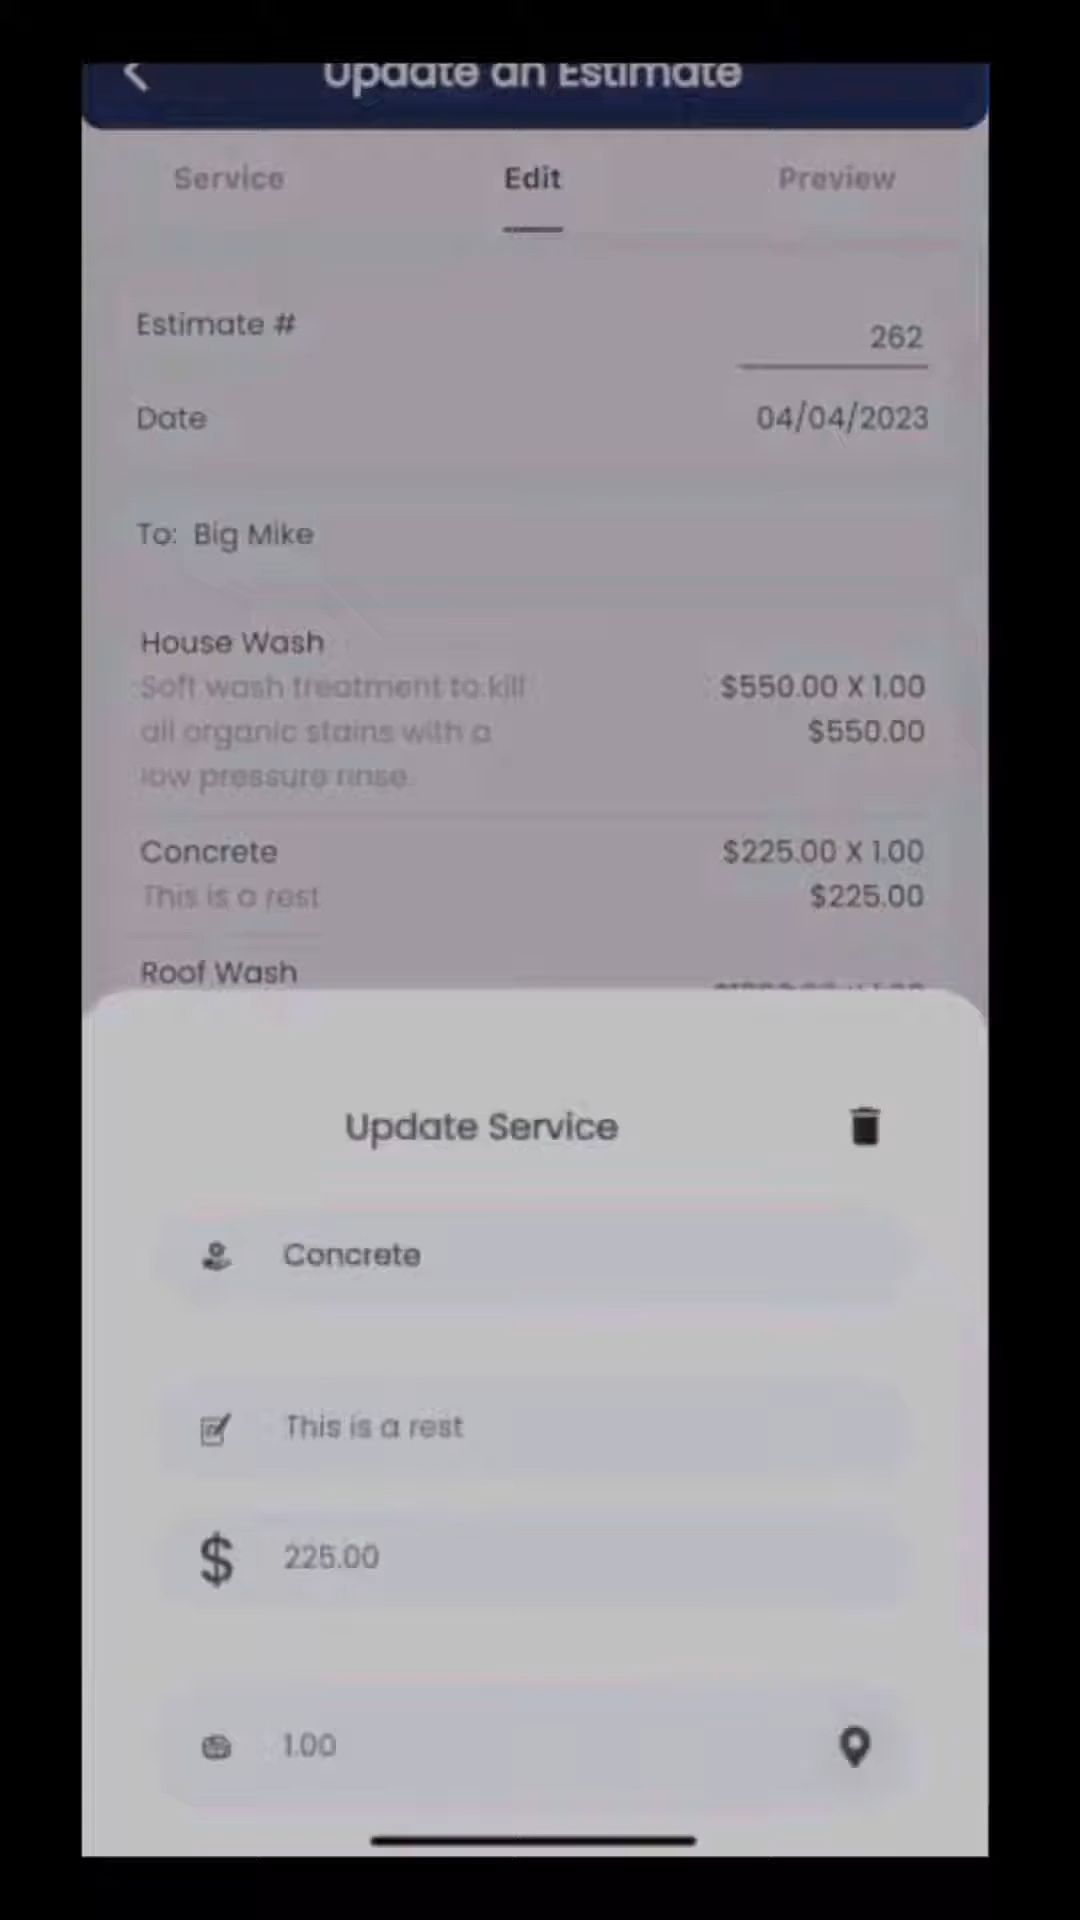 Update an Estimate
Service Edit Preview
Estimate #
262
Date 04/04/2023
To: Big Mike
House Wash
Soft wash treatment to kill $550.00 X 1.00
all organic stains with a $550.00
low pressure rinse.
Concrete $225.00 X 1.00
This is a rest $225.00
Roof Wash
Update Service
Concrete
This is a rest
$ 225.00
1.00